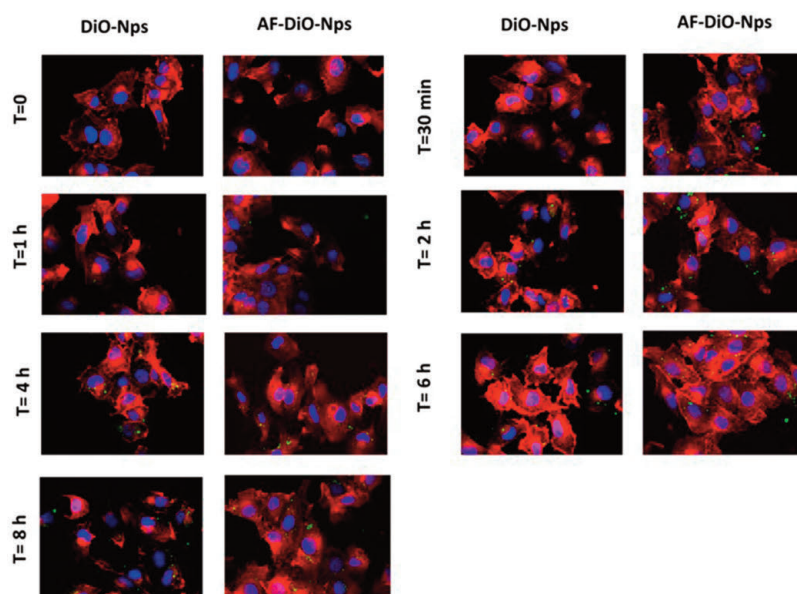 DiO-Nps AF-DiO-Nps DiO-Nps AF-DiO-Nps
T=0 T=30 min
T=1 h T= 2 h
T= 4 h T= 6 h
T= 8 h